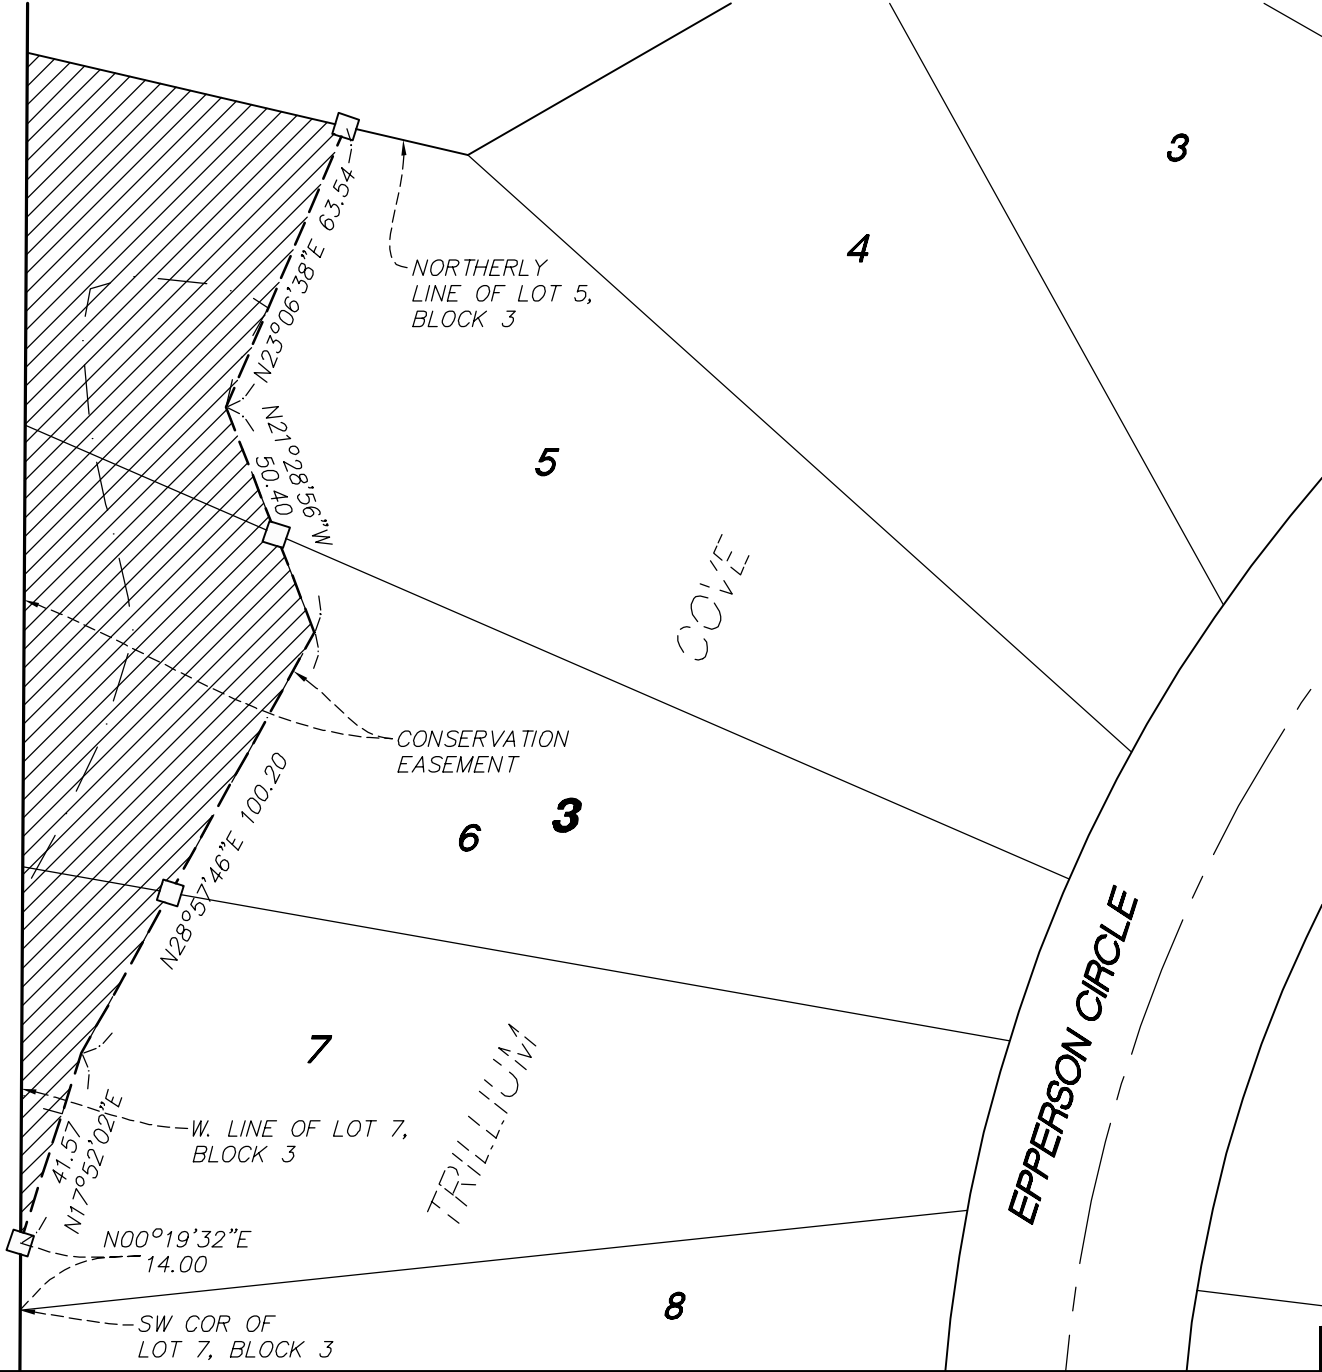 3
4
N23°06'38"E 63.54
NORTHERLY
LINE OF LOT 5,
BLOCK 3
N21°28'56"W
50.40
5
COVE
CONSERVATION
EASEMENT
N28°57'46"E 100.20
6
3
EPPERSON CIRCLE
7
TRILLIUM
W. LINE OF LOT 7,
BLOCK 3
41.57
N17°52'02"E
N00°19'32"E
14.00
8
SW COR OF
LOT 7, BLOCK 3